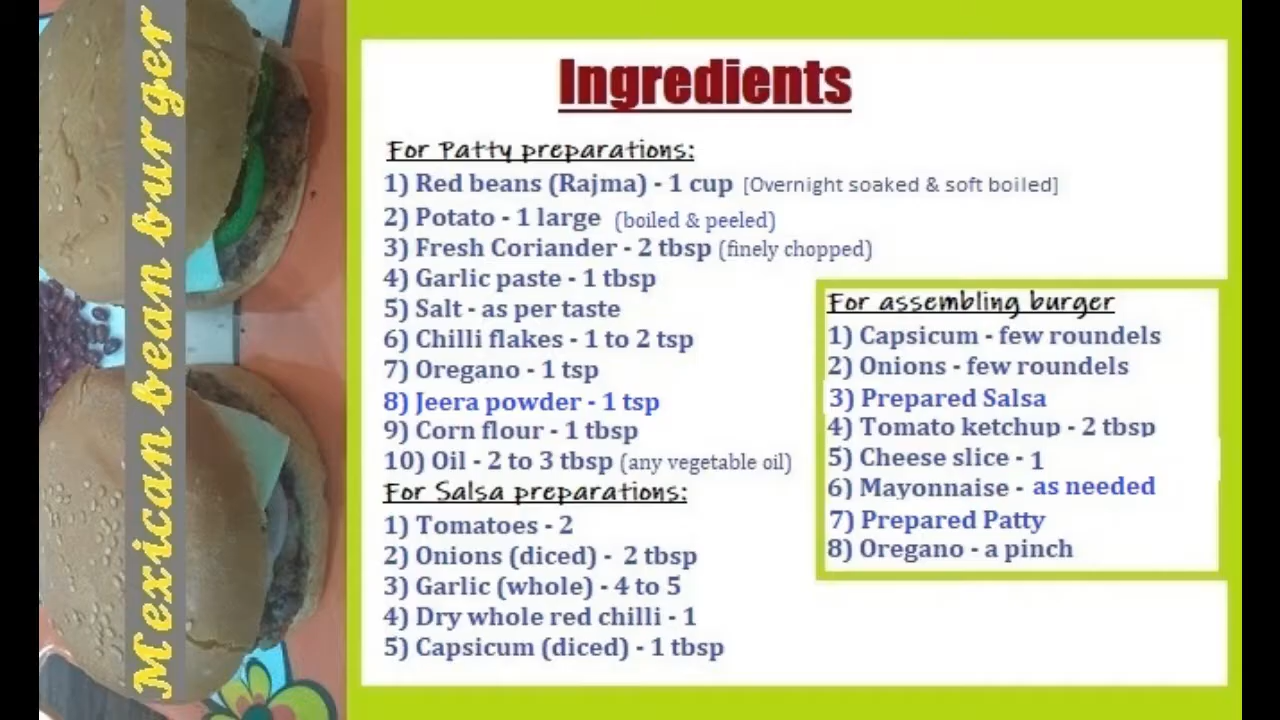 Mexican bean burger
Ingredients
For Patty preparations:
1) Red beans (Rajma) - 1 cup [Overnight soaked & soft boiled]
2) Potato - 1 large (boiled & peeled)
3) Fresh Coriander - 2 tbsp (finely chopped)
4) Garlic paste - 1 tbsp
5) Salt - as per taste
6) Chilli flakes - 1 to 2 tsp
7) Oregano - 1 tsp
8) Jeera powder - 1 tsp
9) Corn flour - 1 tbsp
10) Oil - 2 to 3 tbsp (any vegetable oil)
For Salsa preparations:
1) Tomatoes - 2
2) Onions (diced) - 2 tbsp
3) Garlic (whole) - 4 to 5
4) Dry whole red chilli - 1
5) Capsicum (diced) - 1 tbsp
For assembling burger
1) Capsicum - few roundels
2) Onions - few roundels
3) Prepared Salsa
4) Tomato ketchup - 2 tbsp
5) Cheese slice - 1
6) Mayonnaise - as needed
7) Prepared Patty
8) Oregano - a pinch